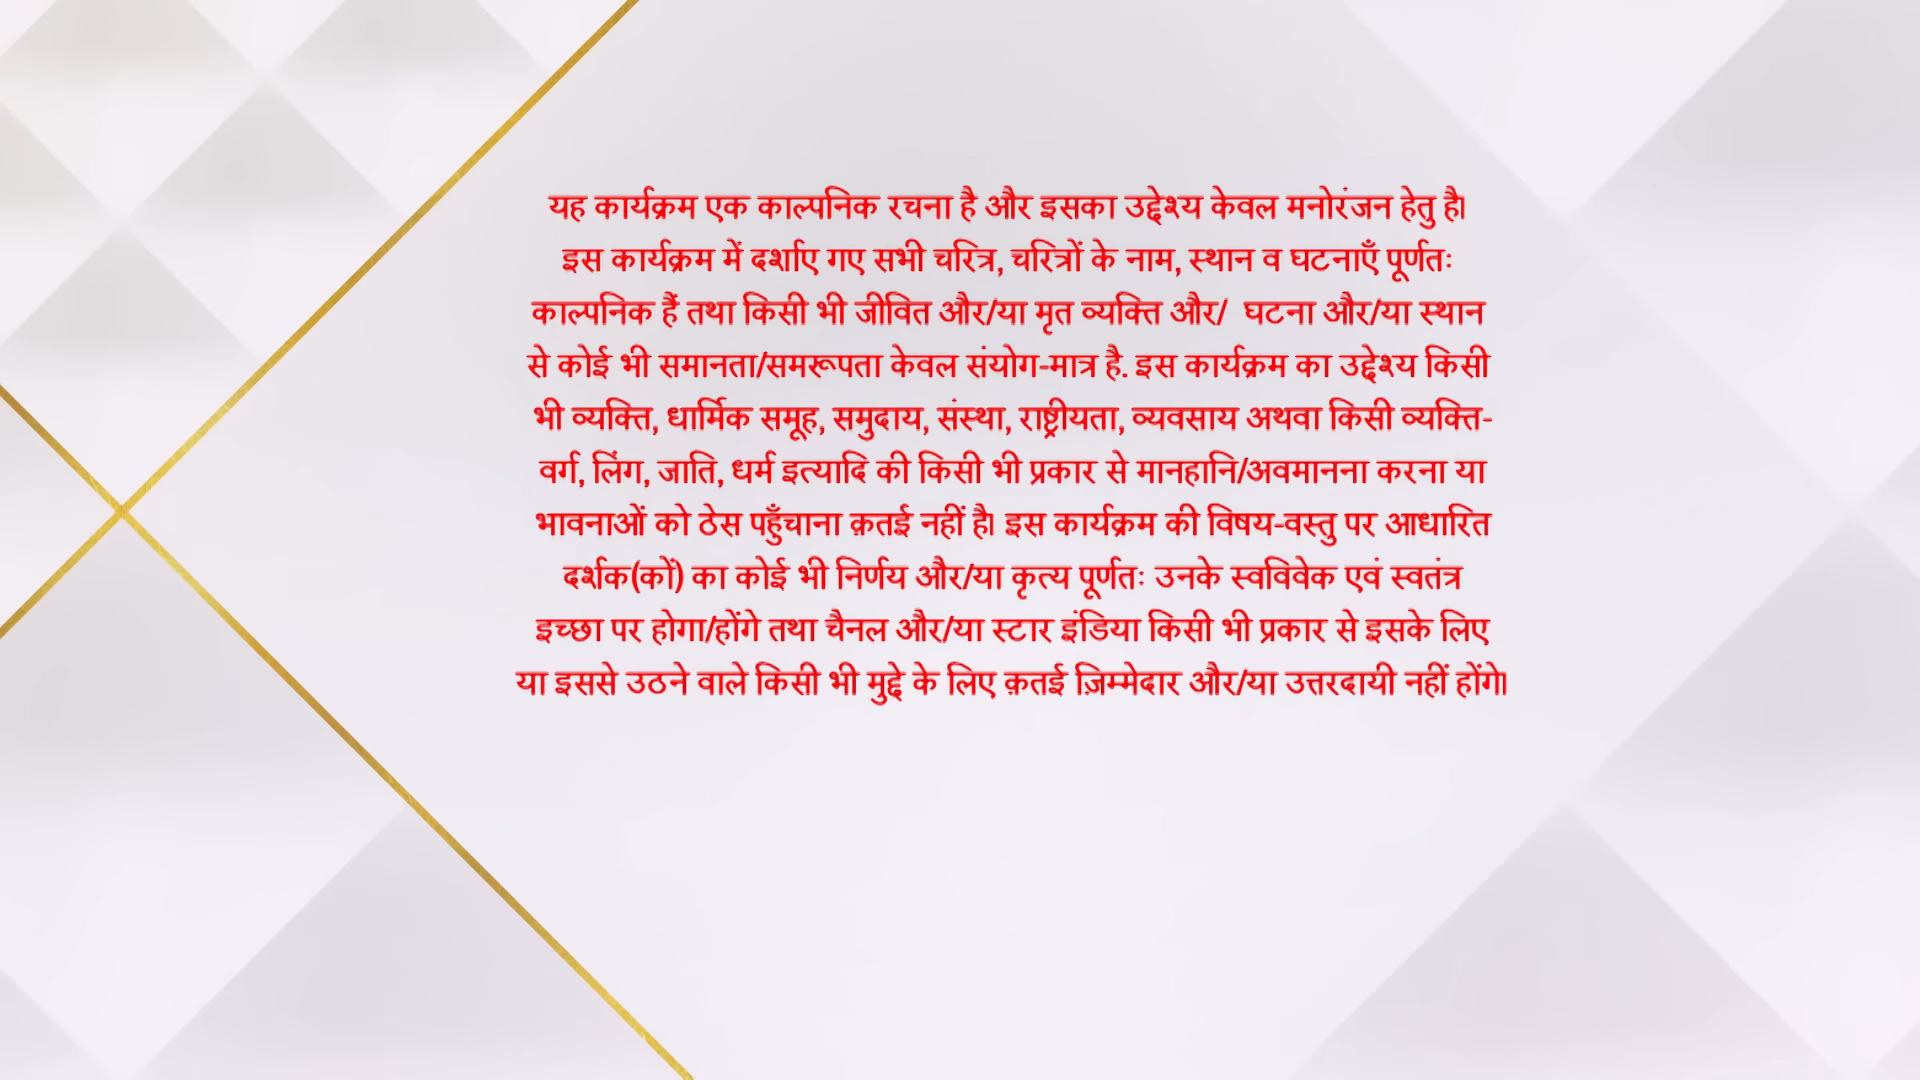 यह कार्यक्रम एक काल्पनिक रचना है और इसका उद्देश्य केवल मनोरंजन हेतु है।
इस कार्यक्रम में दर्शाए गए सभी चरित्र, चरित्रों के नाम, स्थान व घटनाएँ पूर्णतः
काल्पनिक हैं तथा किसी भी जीवित और/या मृत व्यक्ति और/ घटना और/या स्थान
से कोई भी समानता/समरूपता केवल संयोग-मात्र है. इस कार्यक्रम का उद्देश्य किसी
भी व्यक्ति, धार्मिक समूह, समुदाय, संस्था, राष्ट्रीयता, व्यवसाय अथवा किसी व्यक्ति-
वर्ग, लिंग, जाति, धर्म इत्यादि की किसी भी प्रकार से मानहानि/अवमानना करना या
भावनाओं को ठेस पहुँचाना क़तई नहीं है। इस कार्यक्रम की विषय-वस्तु पर आधारित
दर्शक(कों) का कोई भी निर्णय और/या कृत्य पूर्णतः उनके स्वविवेक एवं स्वतंत्र
इच्छा पर होगा/होंगे तथा चैनल और/या स्टार इंडिया किसी भी प्रकार से इसके लिए
या इससे उठने वाले किसी भी मुद्दे के लिए क़तई ज़िम्मेदार और/या उत्तरदायी नहीं होंगे।